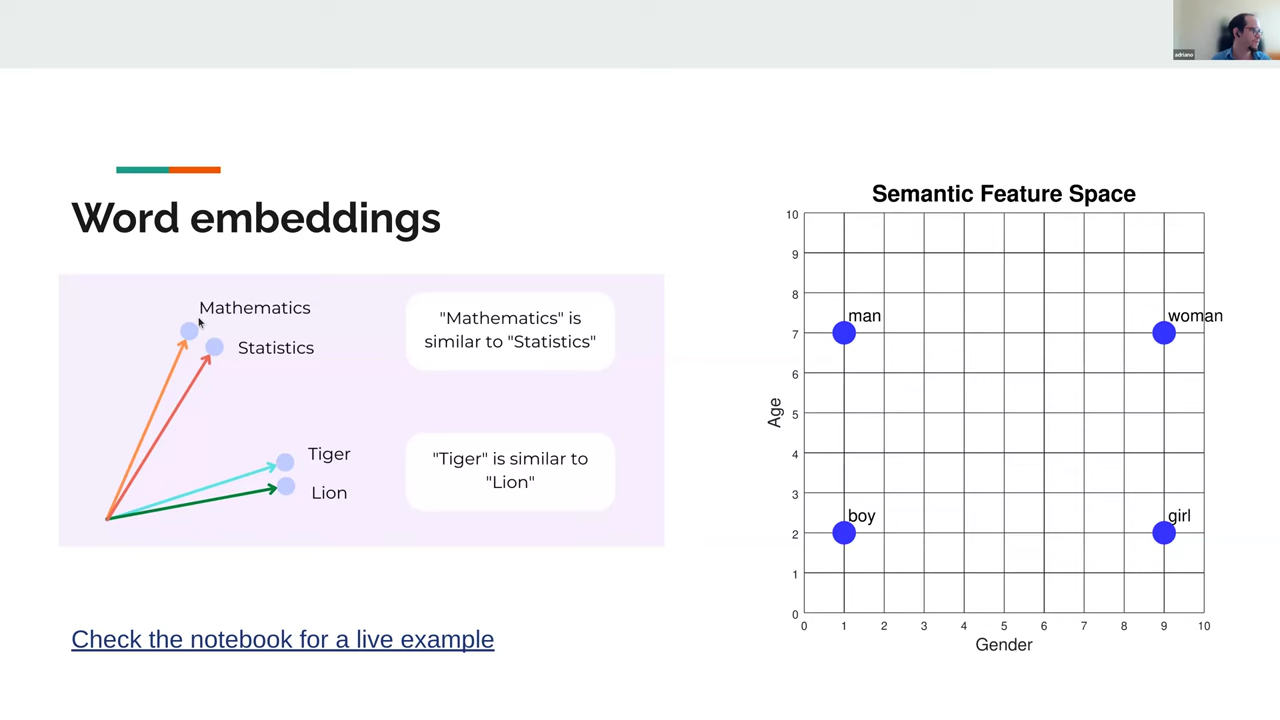 adriano
Word embeddings
Mathematics
Statistics
"Mathematics" is
similar to "Statistics"
Tiger
Lion
"Tiger" is similar to
"Lion"
Check the notebook for a live example
Semantic Feature Space
10
9
8
7
6
5
4
3
2
1
0
Age
man
woman
boy
girl
0 1 2 3 4 5 6 7 8 9 10
Gender